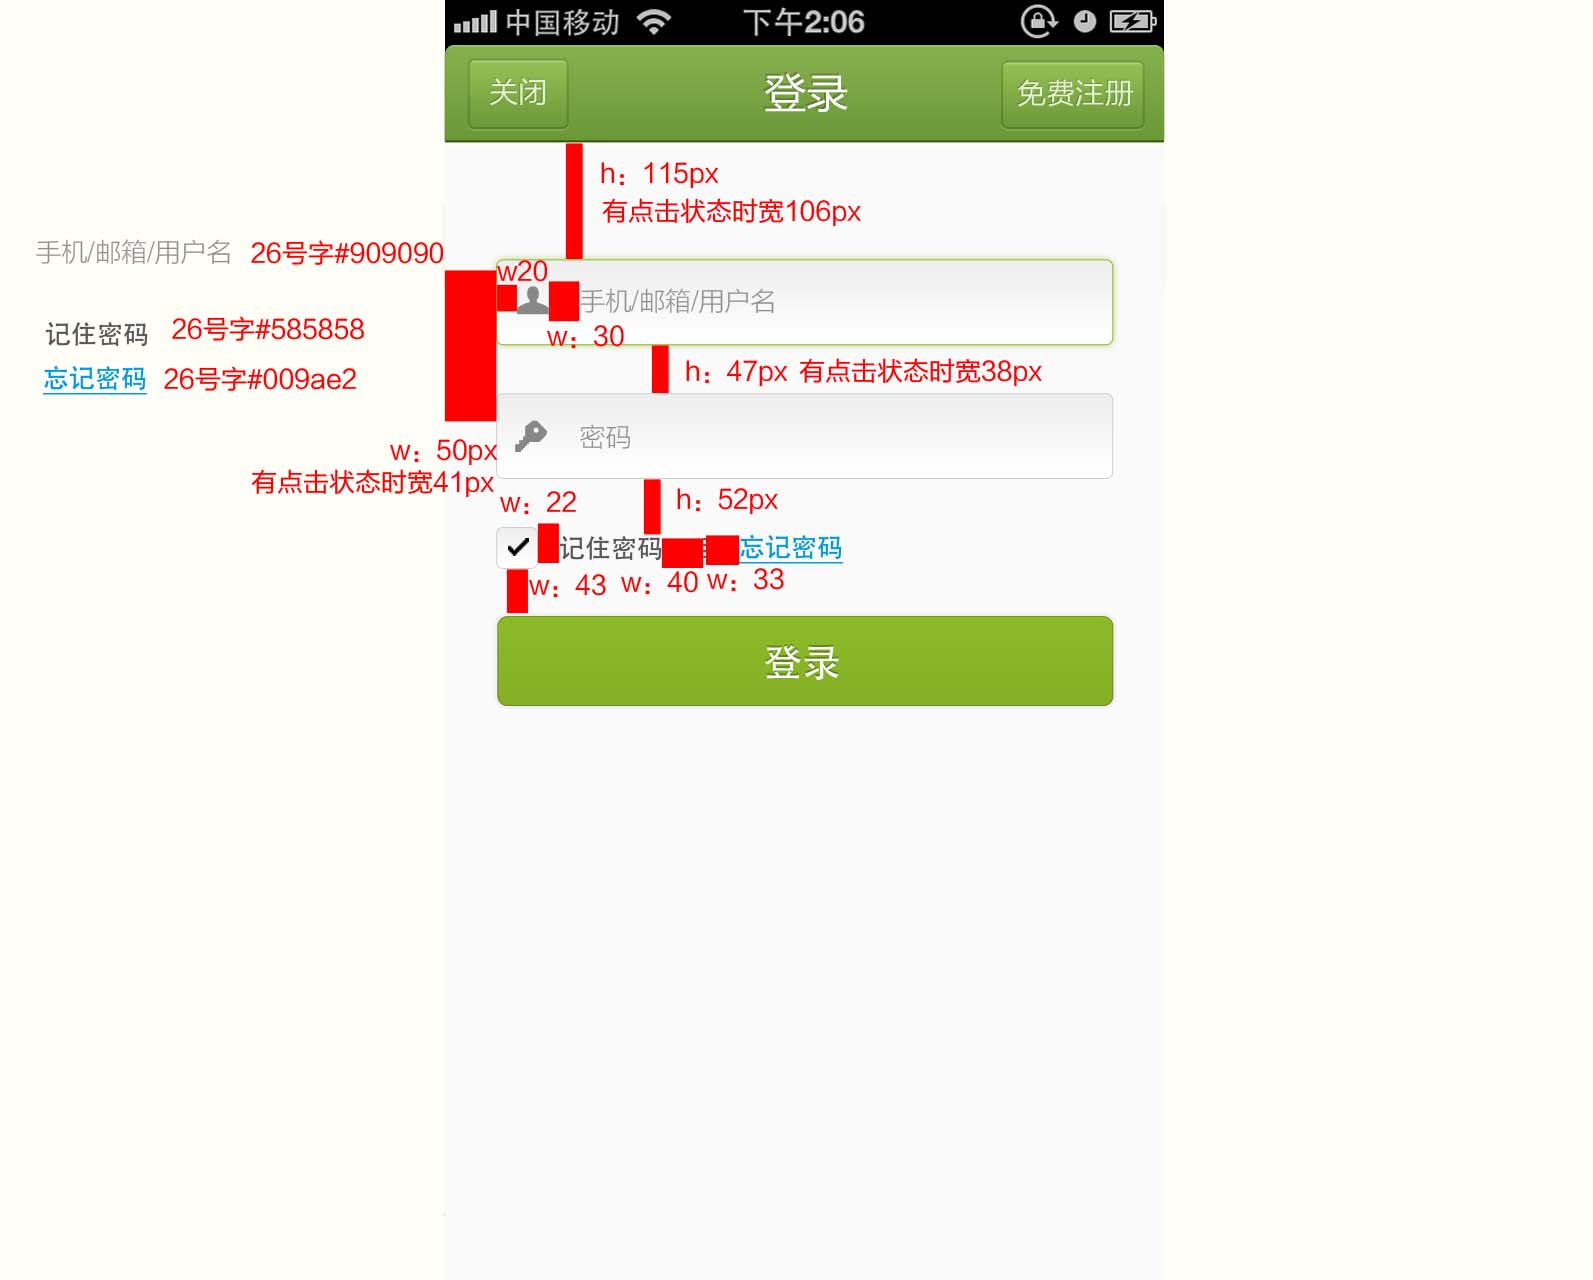 中国移动 下午2:06
关闭 登录 免费注册
h：115px
有点击状态时宽106px
手机/邮箱/用户名 26号字#909090
w20
手机/邮箱/用户名
w：30
记住密码 26号字#585858
h：47px 有点击状态时宽38px
忘记密码 26号字#009ae2
密码
w：50px
有点击状态时宽41px
w：22 h：52px
记住密码 忘记密码
w：43 w：40 w：33
登录